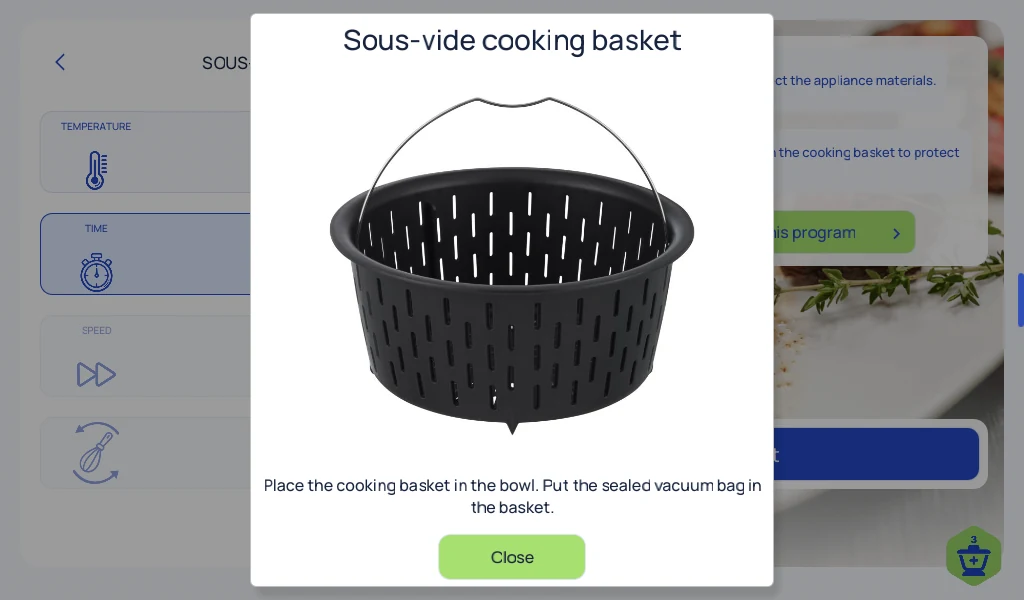 Sous-vide cooking basket
SOUS-
TEMPERATURE
ct the appliance materials.
the cooking basket to protect
TIME
his program
SPEED
Place the cooking basket in the bowl. Put the sealed vacuum bag in
the basket.
Close
3